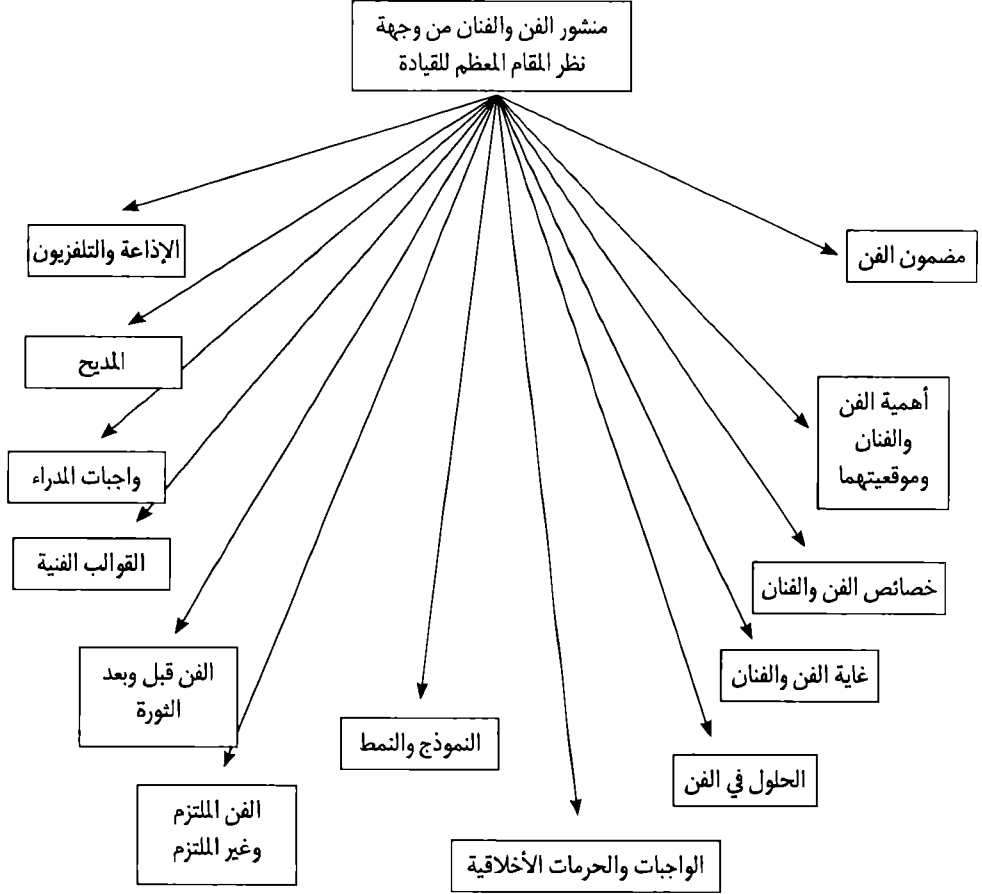 منشور الفن والفنان من وجهة
نظر المقام المعظم للقيادة
مضمون الفن
أهمية الفن
والفنان
وموقعيتهما
خصائص الفن والفنان
غاية الفن والفنان
الحلول في الفن
الواجبات والحرمات الأخلاقية
النموذج والنمط
الفن الملتزم
وغير الملتزم
الفن قبل وبعد
الثورة
القوالب الفنية
واجبات المدراء
المديح
الإذاعة والتلفزيون